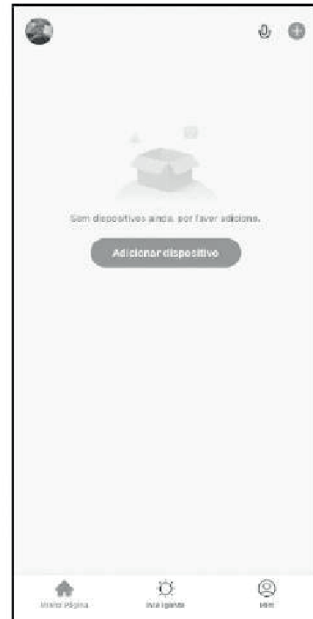 Sem dispositivos ainda, por favor adicione.
Adicionar dispositivo
Página
Inteligente
Mim